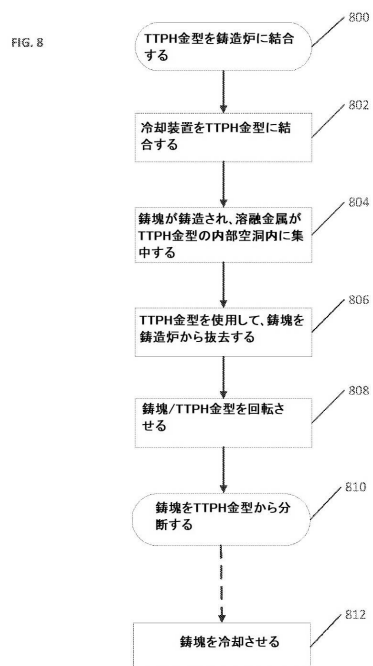 FIG. 8
TTPH金型を鋳造炉に結合
する
800
冷却装置をTTPH金型に結
合する
802
鋳塊が鋳造され、溶融金属が
TTPH金型の内部空洞内に集
中する
804
TTPH金型を使用して、鋳塊を
鋳造炉から抜去する
806
鋳塊/TTPH金型を回転さ
せる
808
鋳塊をTTPH金型から分
断する
810
鋳塊を冷却させる
812